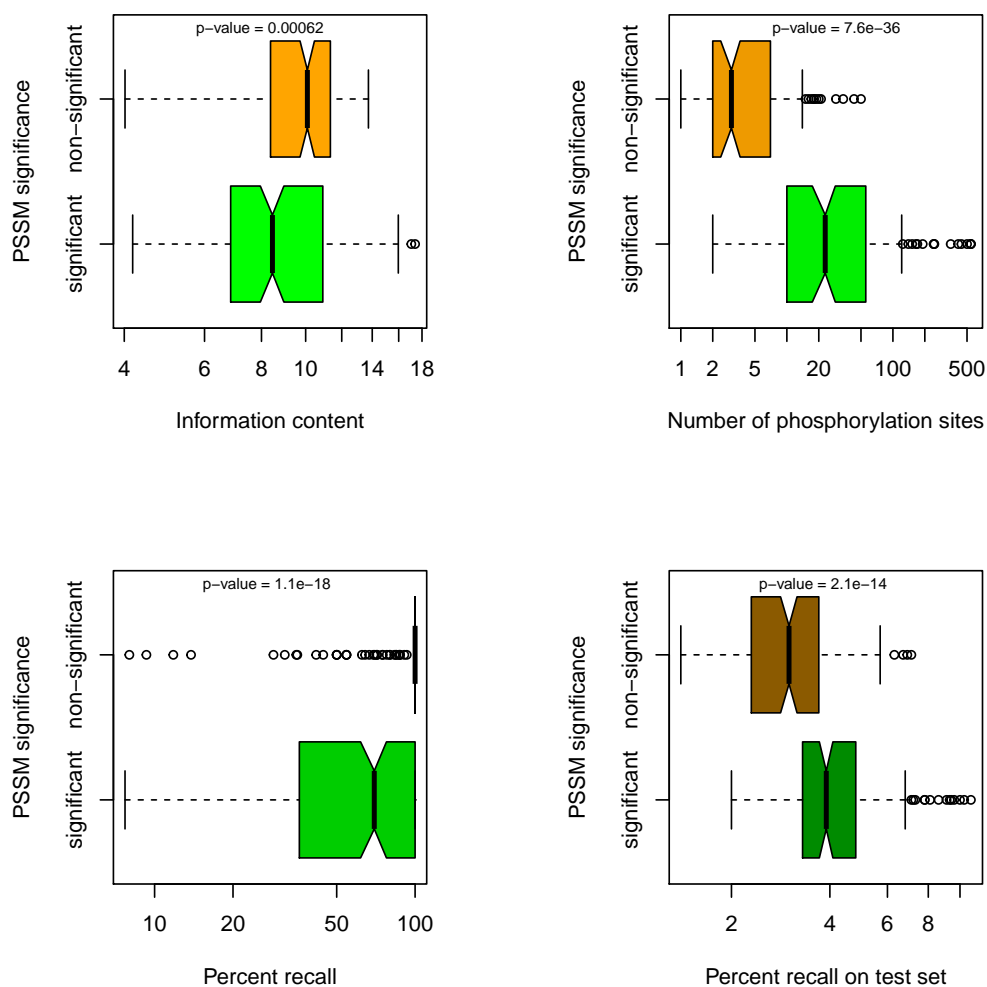 p−value = 0.00062
PSSM significance
non−significant
significant
4 6 8 10 14 18
Information content
p−value = 7.6e−36
PSSM significance
non−significant
significant
1 2 5 20 100 500
Number of phosphorylation sites
p−value = 1.1e−18
PSSM significance
non−significant
significant
10 20 50 100
Percent recall
p−value = 2.1e−14
PSSM significance
non−significant
significant
2 4 6 8
Percent recall on test set